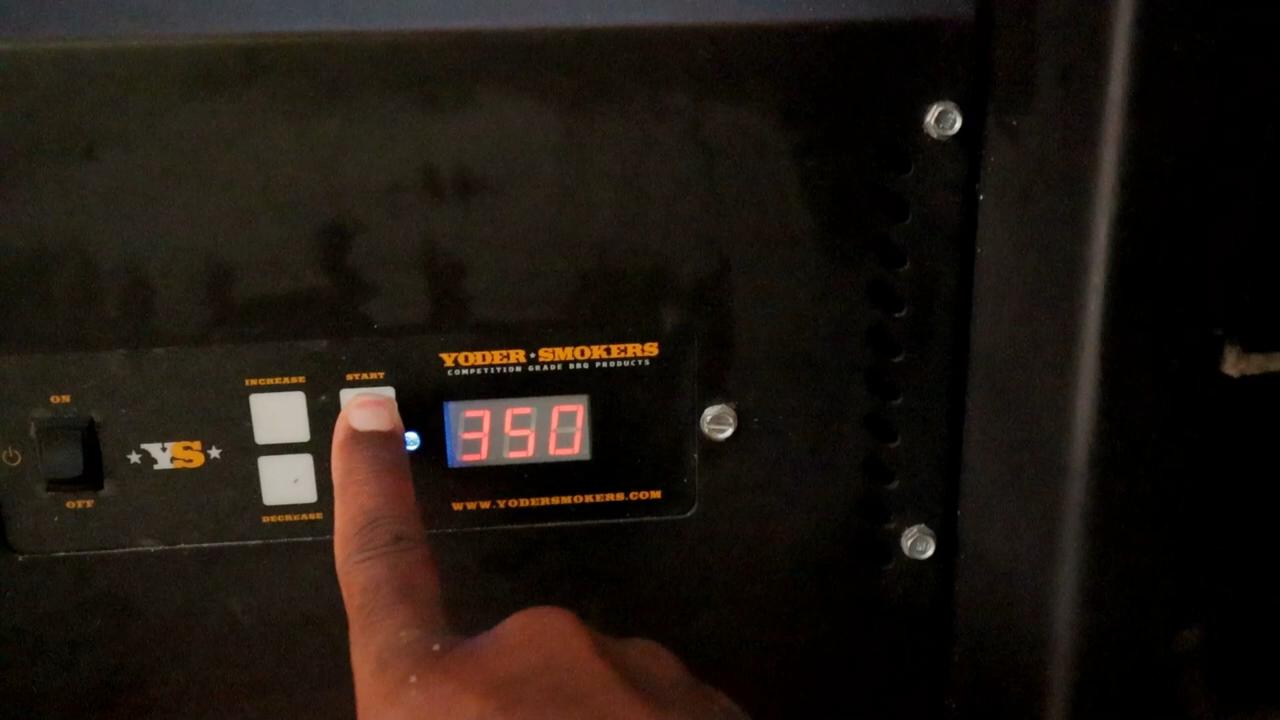 YODER★SMOKERS
COMPETITION GRADE BBQ PRODUCTS
INCREASE
START
ON
350
YS
OFF
DECREASE
WWW.YODERSMOKERS.COM